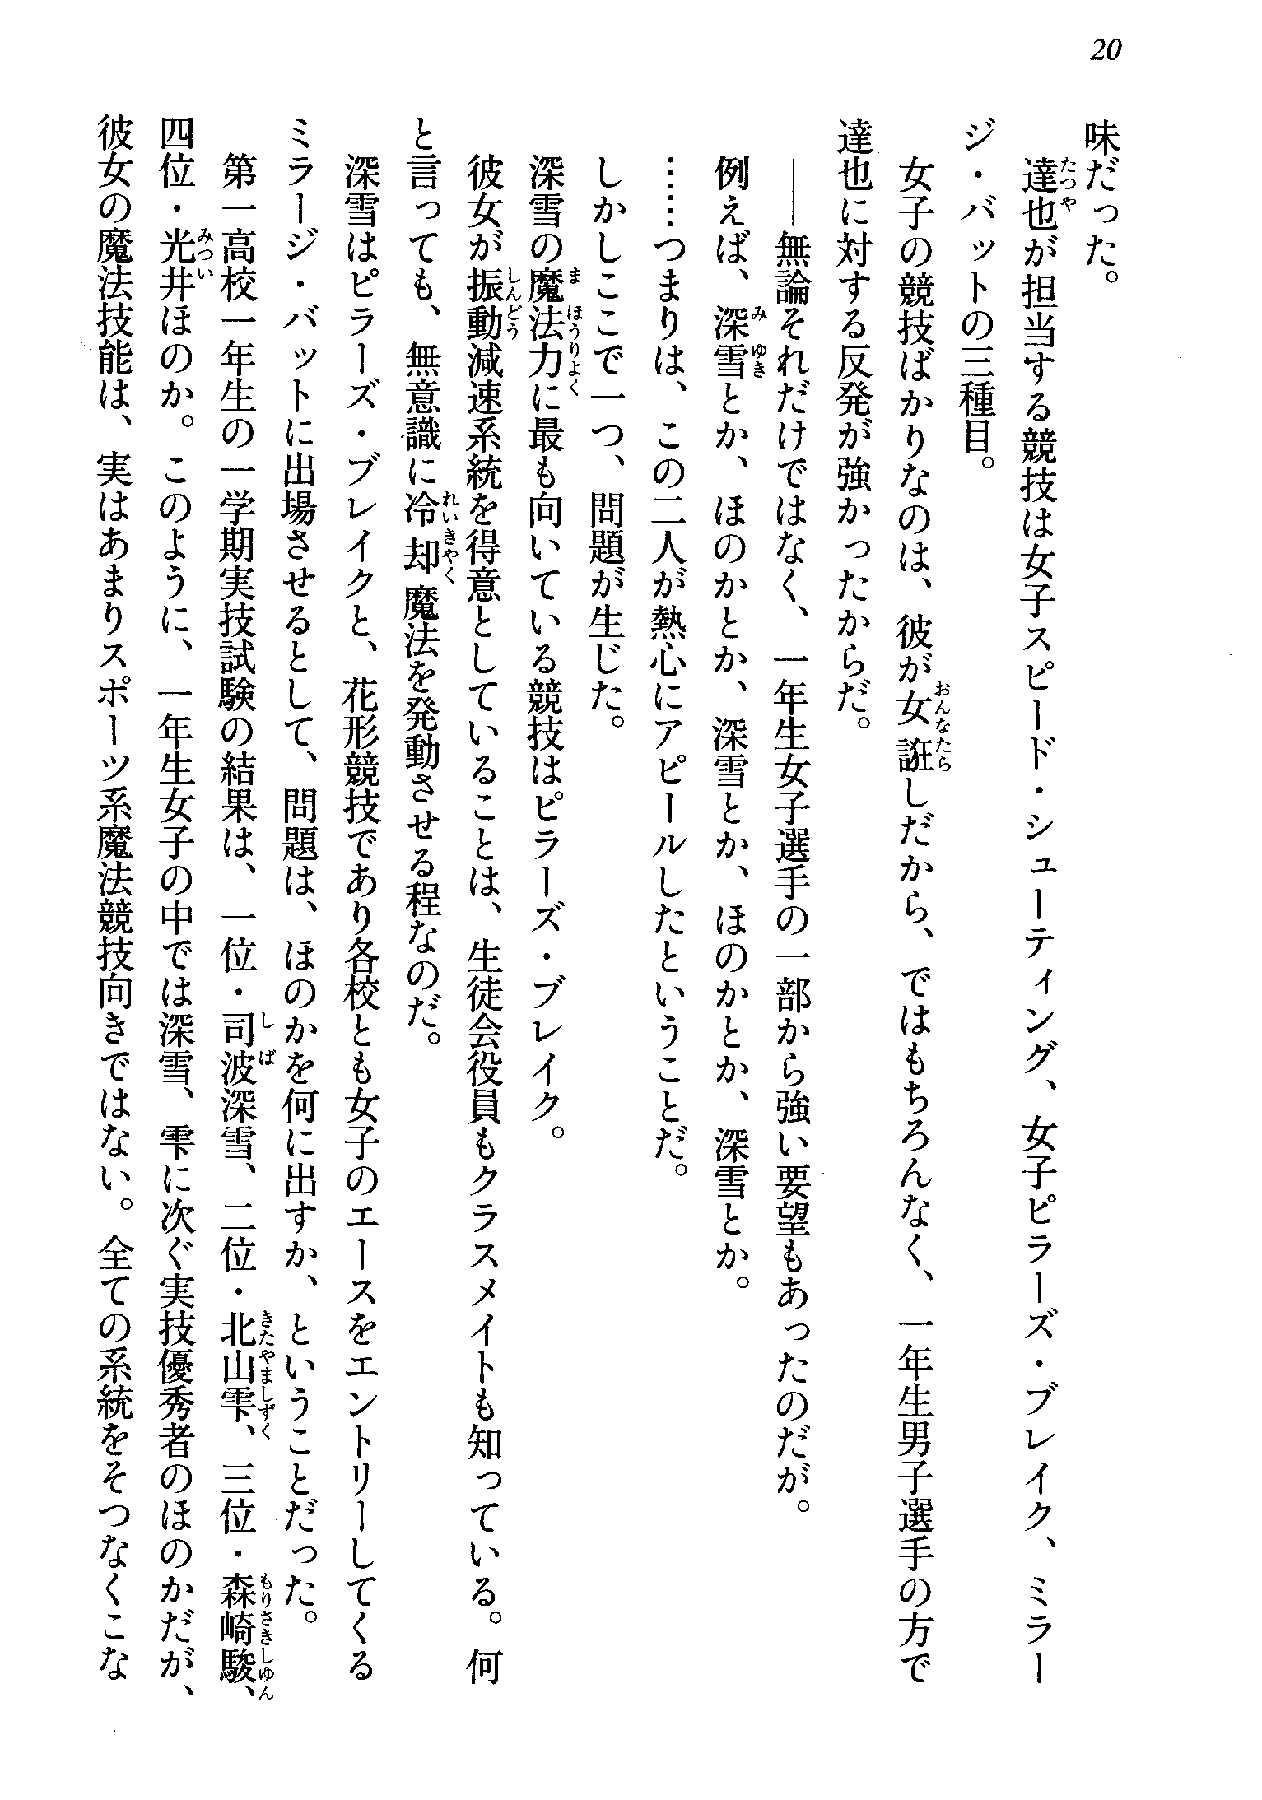 20
味だった。
達也が担当する競技は女子スピード・シューティング、女子ピラーズ・ブレイク、ミラー
ジ・バットの三種目。
女子の競技ばかりなのは、彼が女誑しだから、ではもちろんなく、一年生男子選手の方で
達也に対する反発が強かったからだ。
――無論それだけではなく、一年生女子選手の一部から強い要望もあったのだが。
例えば、深雪とか、ほのかとか、深雪とか、ほのかとか、深雪とか。
……つまりは、この二人が熱心にアピールしたということだ。
しかしここで一つ、問題が生じた。
深雪の魔法力に最も向いている競技はピラーズ・ブレイク。
彼女が振動減速系統を得意としていることは、生徒会役員もクラスメイトも知っている。何
と言っても、無意識に冷却魔法を発動させる程なのだ。
深雪はピラーズ・ブレイクと、花形競技であり各校とも女子のエースをエントリーしてくる
ミラージ・バットに出場させるとして、問題は、ほのかを何に出すか、ということだった。
第一高校一年生の一学期実技試験の結果は、一位・司波深雪、二位・北山雫、三位・森崎駿、
四位・光井ほのか。このように、一年生女子の中では深雪、雫に次ぐ実技優秀者のほのかだが、
彼女の魔法技能は、実はあまりスポーツ系魔法競技向きではない。全ての系統をそつなくこな